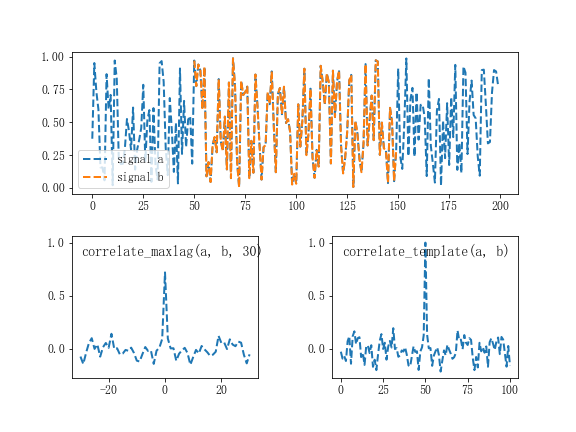 1.00
0.75
0.50
0.25
0.00
signal a
signal b
0 25 50 75 100 125 150 175 200
1.0
0.5
0.0
correlate_maxlag(a, b, 30)
−20 0 20
1.0
0.5
0.0
correlate_template(a, b)
0 25 50 75 100